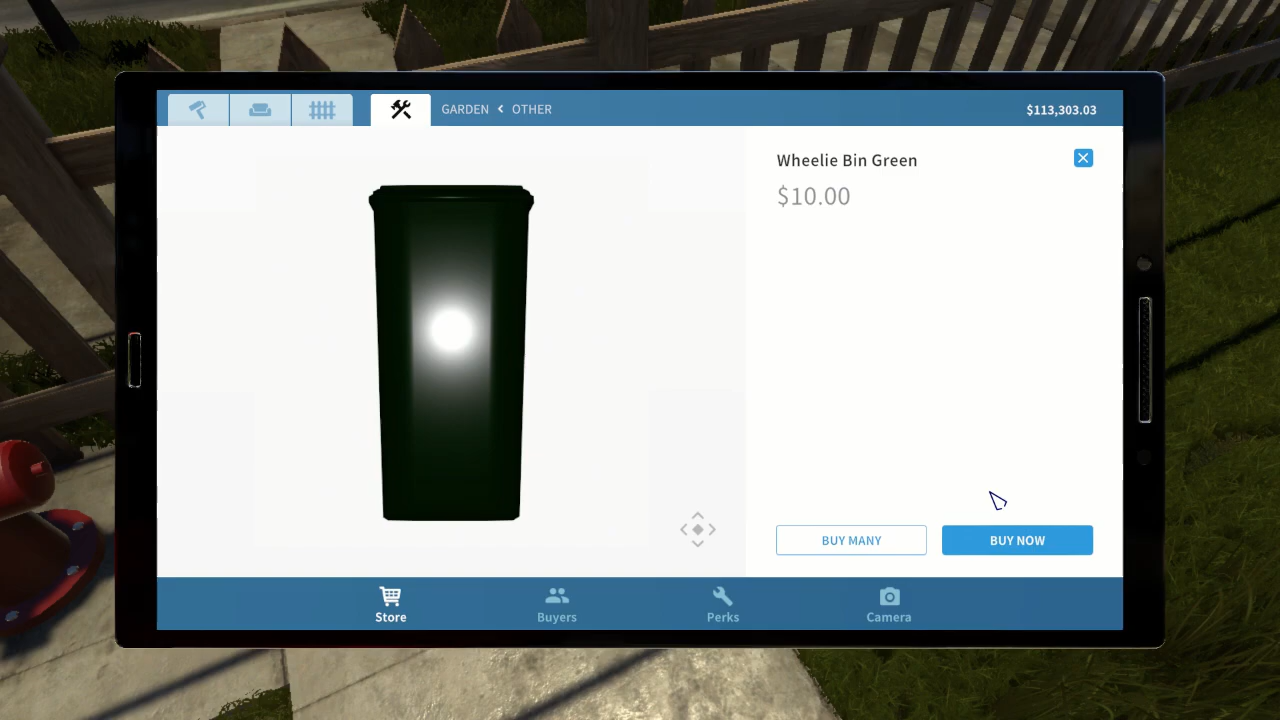 GARDEN < OTHER
$113,303.03
Wheelie Bin Green
$10.00
BUY MANY
BUY NOW
Store
Buyers
Perks
Camera